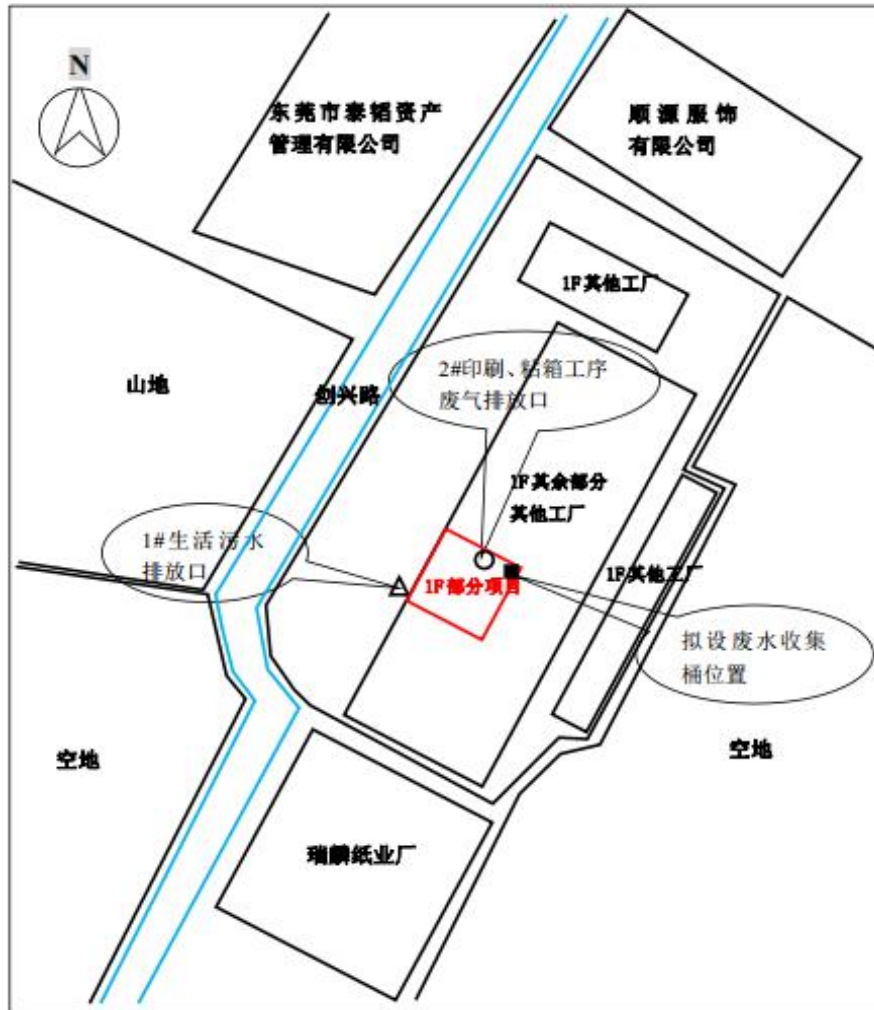 N
东莞市泰韬资产
管理有限公司
顺源服饰
有限公司
1F其他工厂
2#印刷、粘箱工序
废气排放口
山地
创兴路
1F其余部分
其他工厂
1#生活污水
排放口
1F部分项目
1F其他工厂
拟设废水收集
桶位置
空地
空地
瑞麟纸业厂